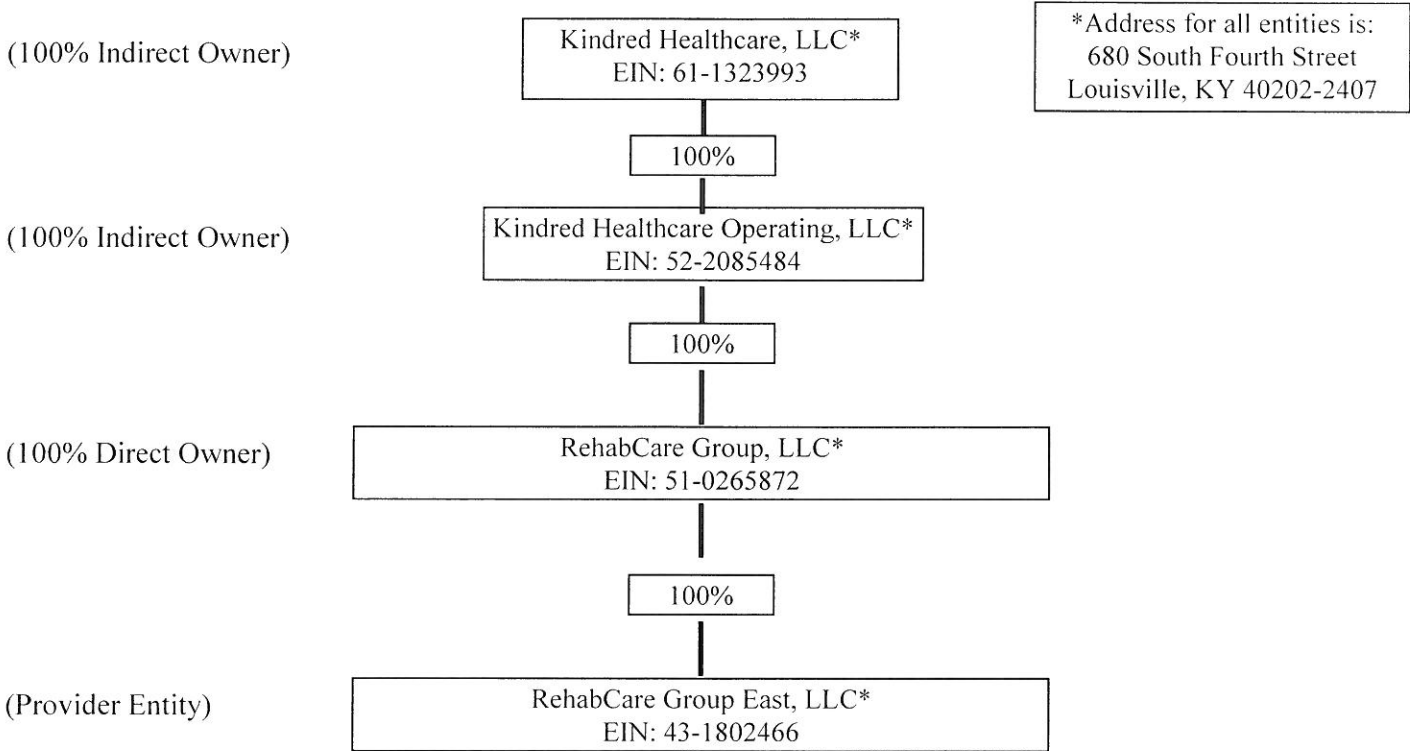 (100% Indirect Owner)
Kindred Healthcare, LLC*
EIN: 61-1323993
*Address for all entities is:
680 South Fourth Street
Louisville, KY 40202-2407
100%
(100% Indirect Owner)
Kindred Healthcare Operating, LLC*
EIN: 52-2085484
100%
(100% Direct Owner)
RehabCare Group, LLC*
EIN: 51-0265872
100%
(Provider Entity)
RehabCare Group East, LLC*
EIN: 43-1802466